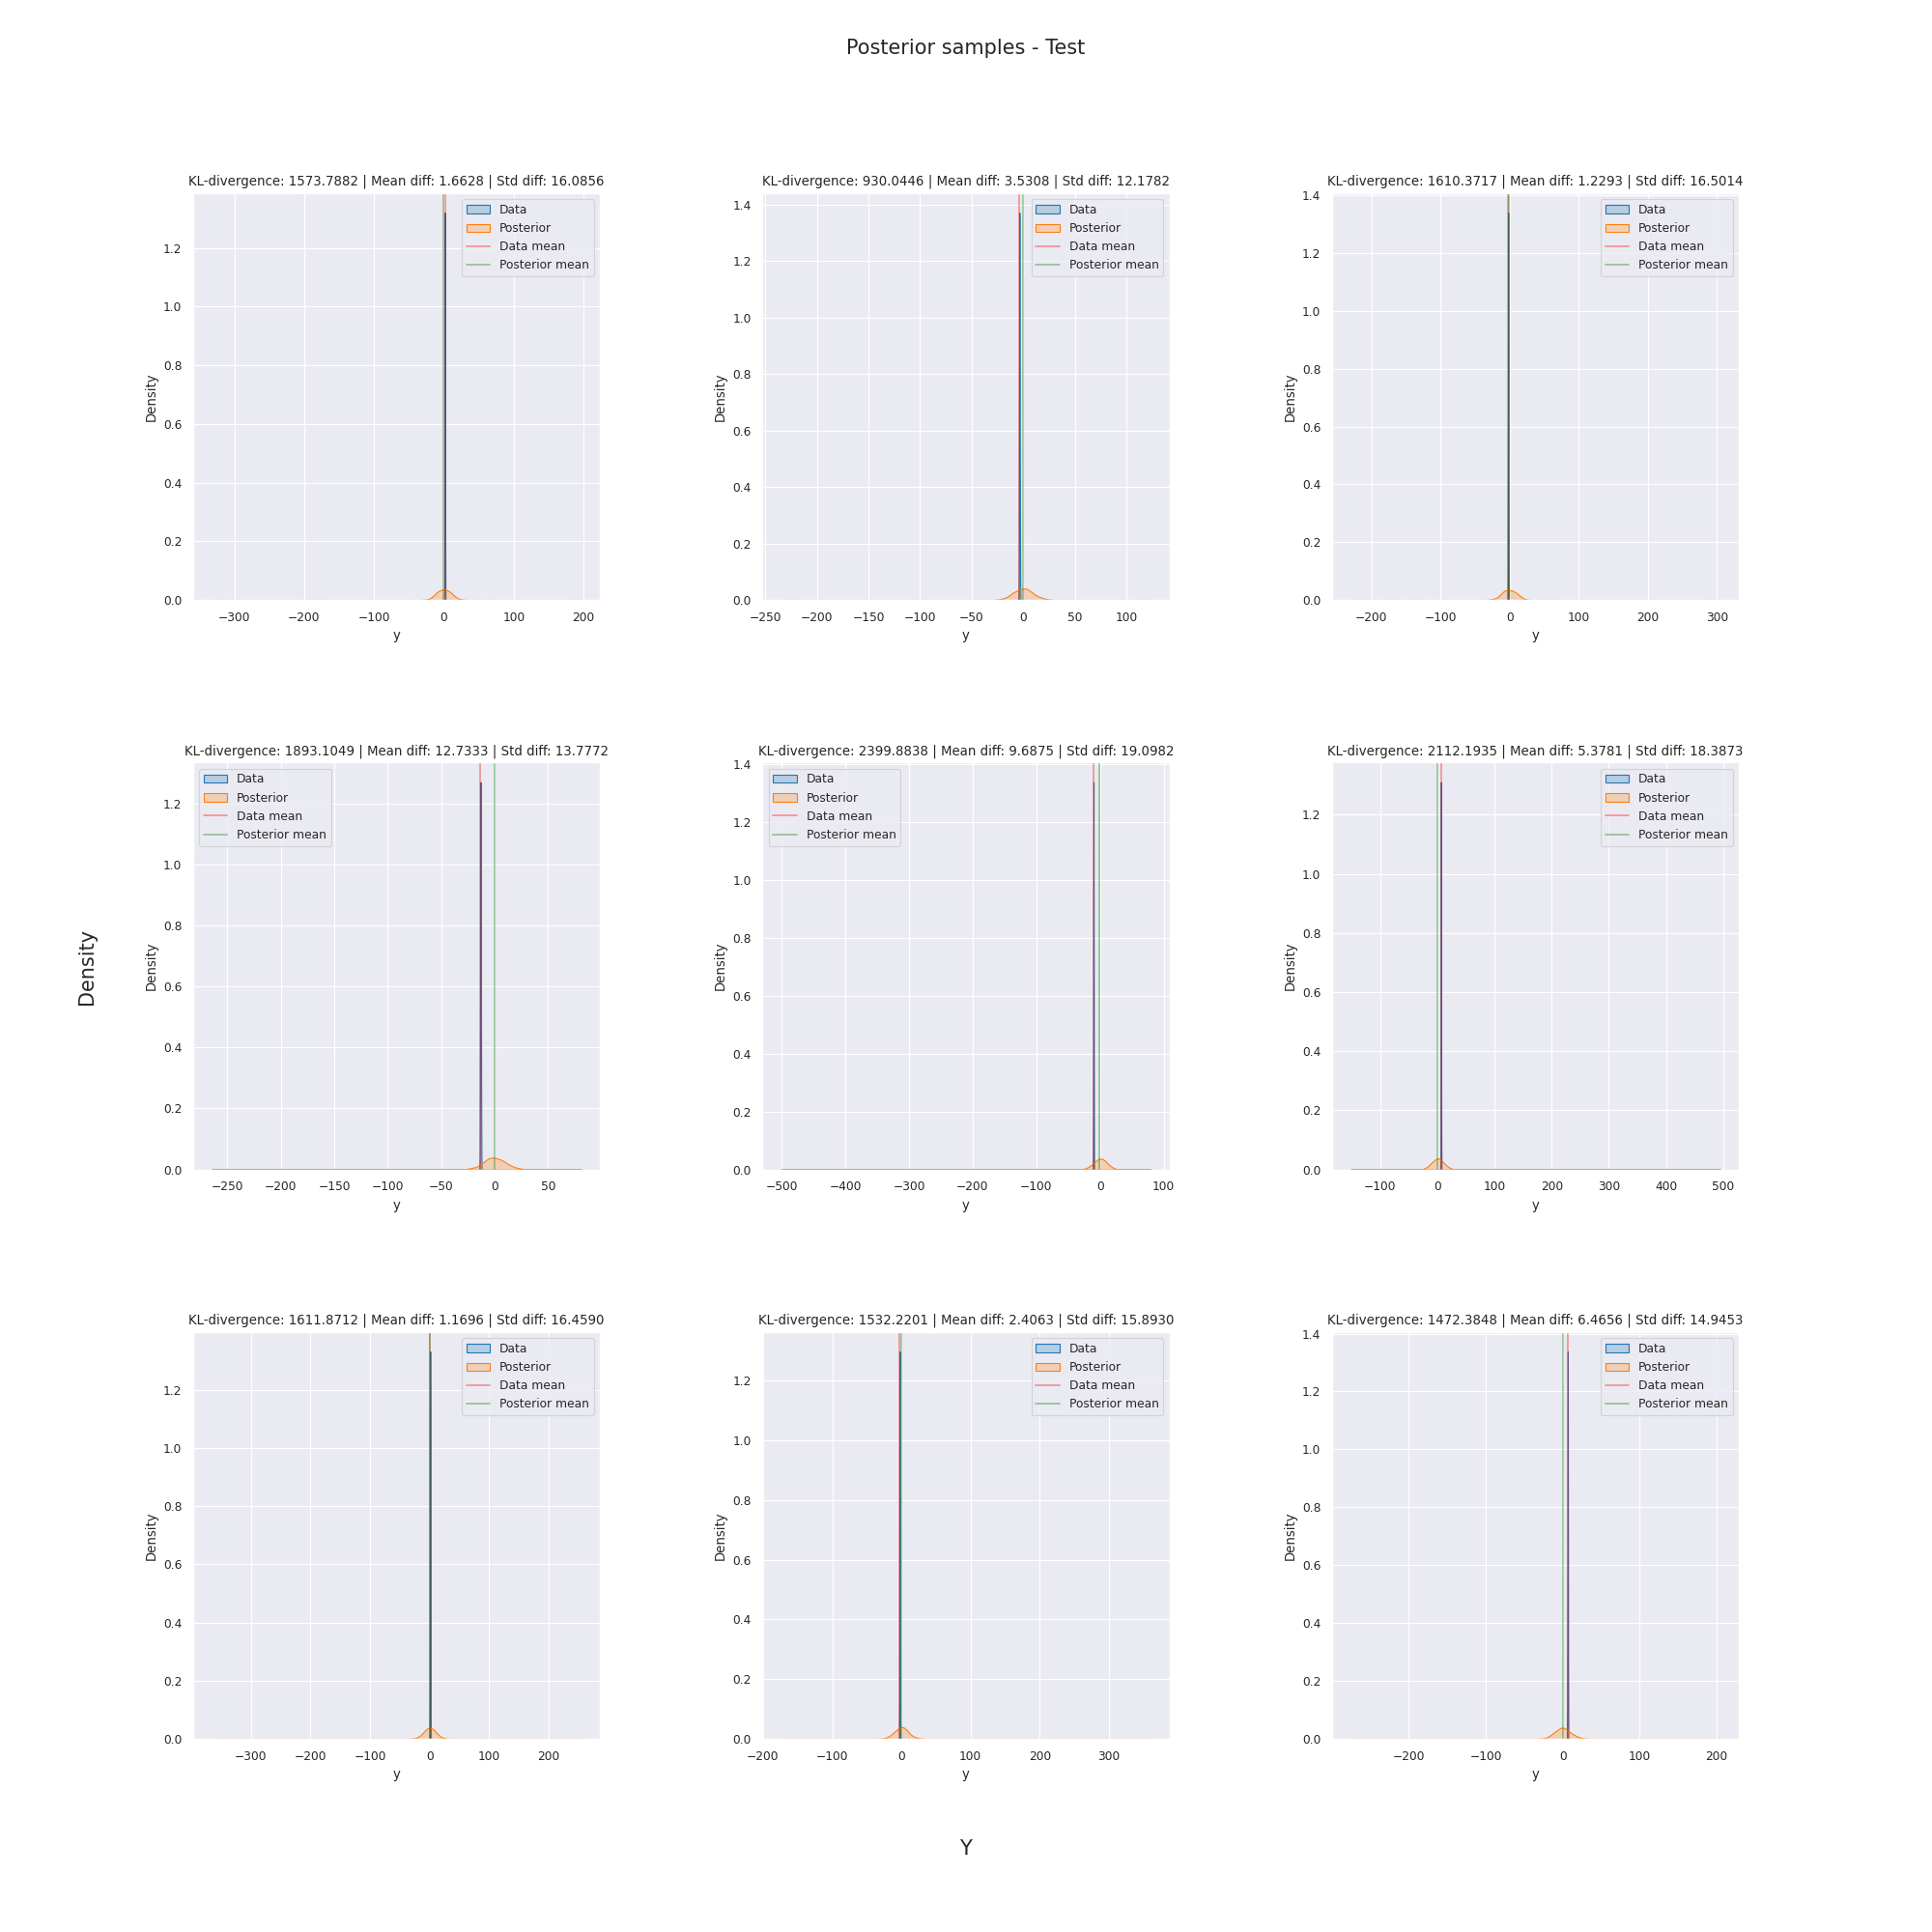 Posterior samples - Test
KL-divergence: 1573.7882 | Mean diff: 1.6628 | Std diff: 16.0856
Data
Posterior
Data mean
Posterior mean
1.2
1.0
0.8
0.6
0.4
0.2
0.0
Density
−300 −200 −100 0 100 200
y
KL-divergence: 930.0446 | Mean diff: 3.5308 | Std diff: 12.1782
Data
Posterior
Data mean
Posterior mean
1.4
1.2
1.0
0.8
0.6
0.4
0.2
0.0
Density
−250 −200 −150 −100 −50 0 50 100
y
KL-divergence: 1610.3717 | Mean diff: 1.2293 | Std diff: 16.5014
Data
Posterior
Data mean
Posterior mean
1.4
1.2
1.0
0.8
0.6
0.4
0.2
0.0
Density
−200 −100 0 100 200 300
y
KL-divergence: 1893.1049 | Mean diff: 12.7333 | Std diff: 13.7772
Data
Posterior
Data mean
Posterior mean
1.2
1.0
0.8
0.6
0.4
0.2
0.0
Density
−250 −200 −150 −100 −50 0 50
y
KL-divergence: 2399.8838 | Mean diff: 9.6875 | Std diff: 19.0982
Data
Posterior
Data mean
Posterior mean
1.4
1.2
1.0
0.8
0.6
0.4
0.2
0.0
Density
−500 −400 −300 −200 −100 0 100
y
KL-divergence: 2112.1935 | Mean diff: 5.3781 | Std diff: 18.3873
Data
Posterior
Data mean
Posterior mean
1.2
1.0
0.8
0.6
0.4
0.2
0.0
Density
−100 0 100 200 300 400 500
y
Density
KL-divergence: 1611.8712 | Mean diff: 1.1696 | Std diff: 16.4590
Data
Posterior
Data mean
Posterior mean
1.2
1.0
0.8
0.6
0.4
0.2
0.0
Density
−300 −200 −100 0 100 200
y
KL-divergence: 1532.2201 | Mean diff: 2.4063 | Std diff: 15.8930
Data
Posterior
Data mean
Posterior mean
1.2
1.0
0.8
0.6
0.4
0.2
0.0
Density
−200 −100 0 100 200 300
y
KL-divergence: 1472.3848 | Mean diff: 6.4656 | Std diff: 14.9453
Data
Posterior
Data mean
Posterior mean
1.4
1.2
1.0
0.8
0.6
0.4
0.2
0.0
Density
−200 −100 0 100 200
y
Y